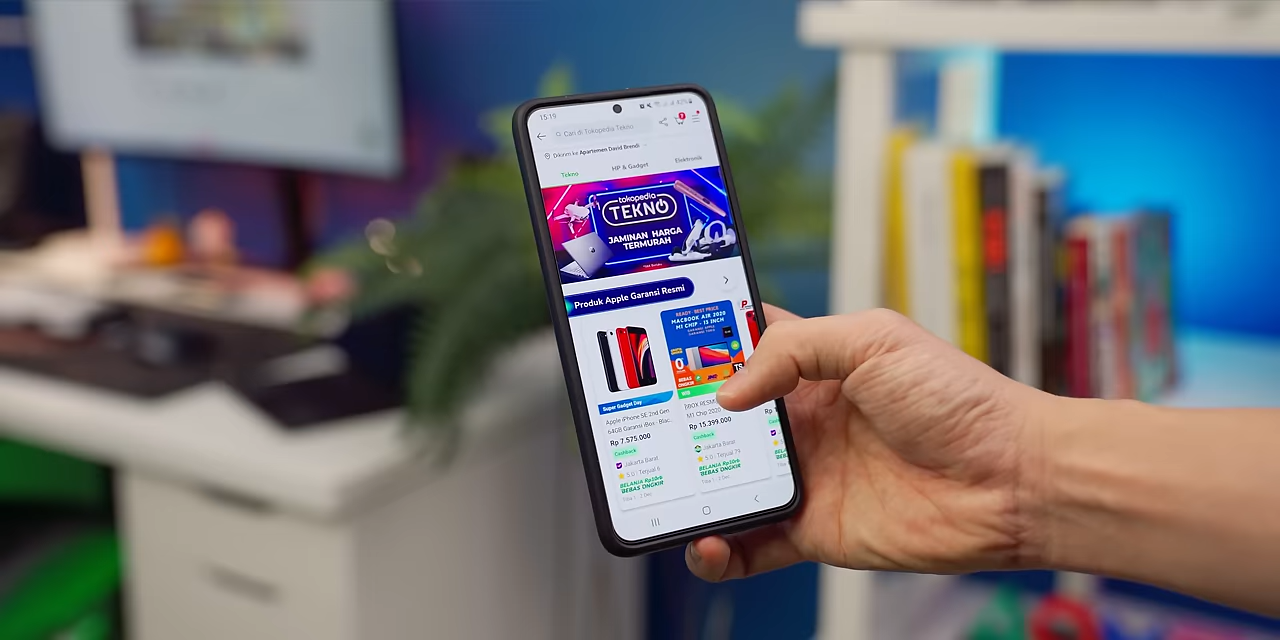 15:19
42%
Cari di Tokopedia Tekno
Dikirim ke Apartemen David Brendi
Tekno HP & Gadget Elektronik
tokopedia
TEKNO
JAMINAN HARGA
TERMURAH
Produk Apple Garansi Resmi
READY - BEST PRICE
MACBOOK AIR 2020
M1 CHIP - 13 INCH
BEBAS
ONGKIR
Super Gadget Day
Apple iPhone SE 2nd Gen
64GB Garansi iBox - Blac...
Rp 7.575.000
Cashback
Jakarta Barat
5.0 | Terjual 6
BELANJA Rp10rb
BEBAS ONGKIR
M1 Chip 2020
Rp 15.399.000
Cashback
Jakarta Barat
5.0 | Terjual 79
BELANJA Rp10rb
BEBAS ONGKIR